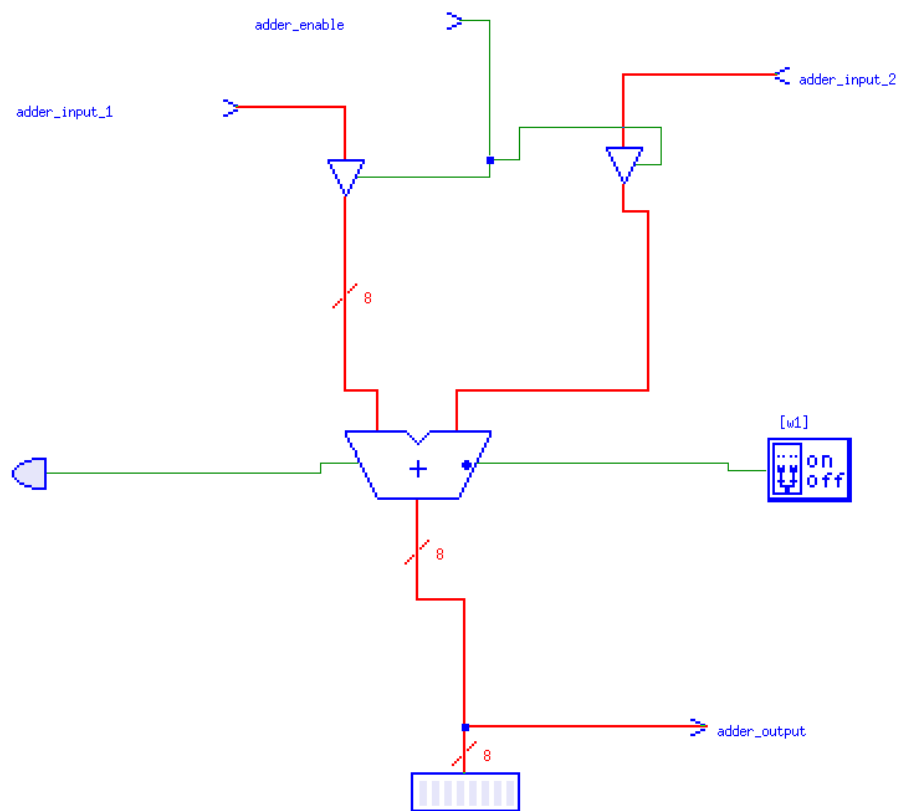 adder_enable
adder_input_2
adder_input_1
8
[w1]
+
on
off
8
adder_output
8